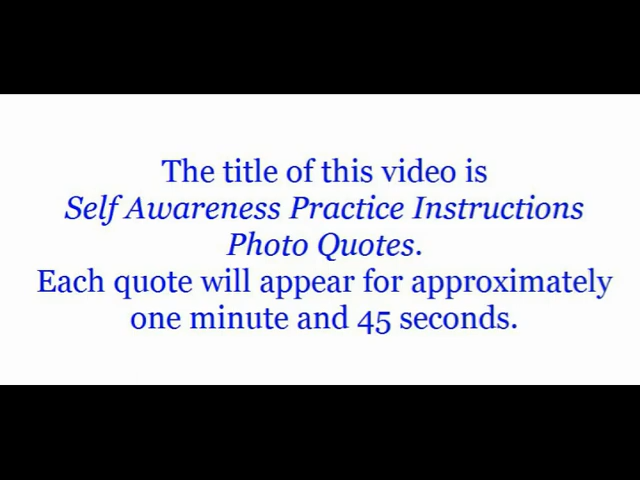 The title of this video is
Self Awareness Practice Instructions
Photo Quotes.
Each quote will appear for approximately
one minute and 45 seconds.